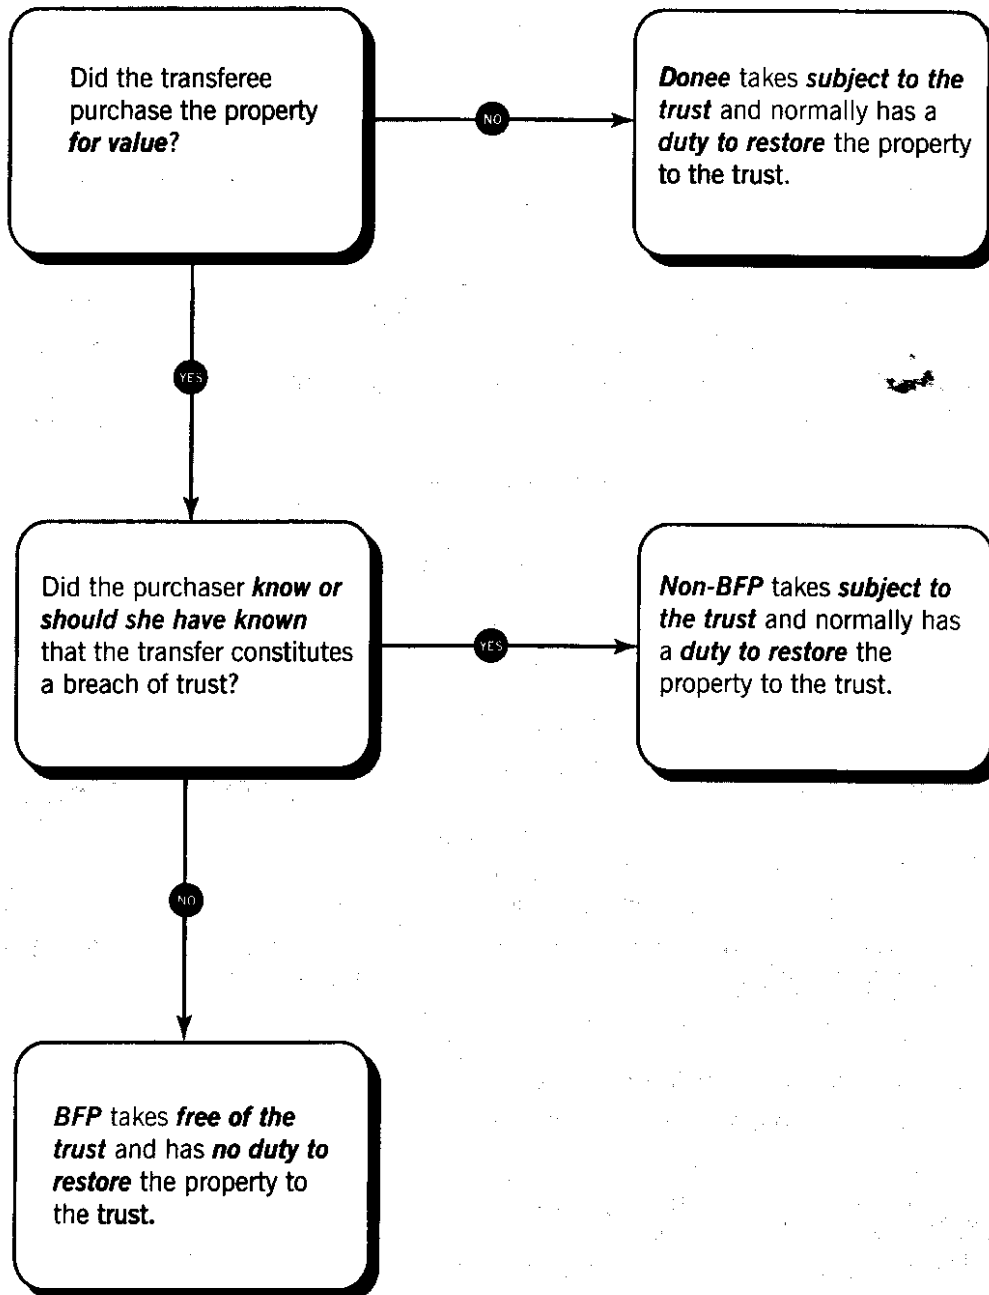 Did the transferee
purchase the property
for value?
NO
Donee takes subject to the
trust and normally has a
duty to restore the property
to the trust.
YES
Did the purchaser know or
should she have known
that the transfer constitutes
a breach of trust?
YES
Non-BFP takes subject to
the trust and normally has
a duty to restore the
property to the trust.
NO
BFP takes free of the
trust and has no duty to
restore the property to
the trust.